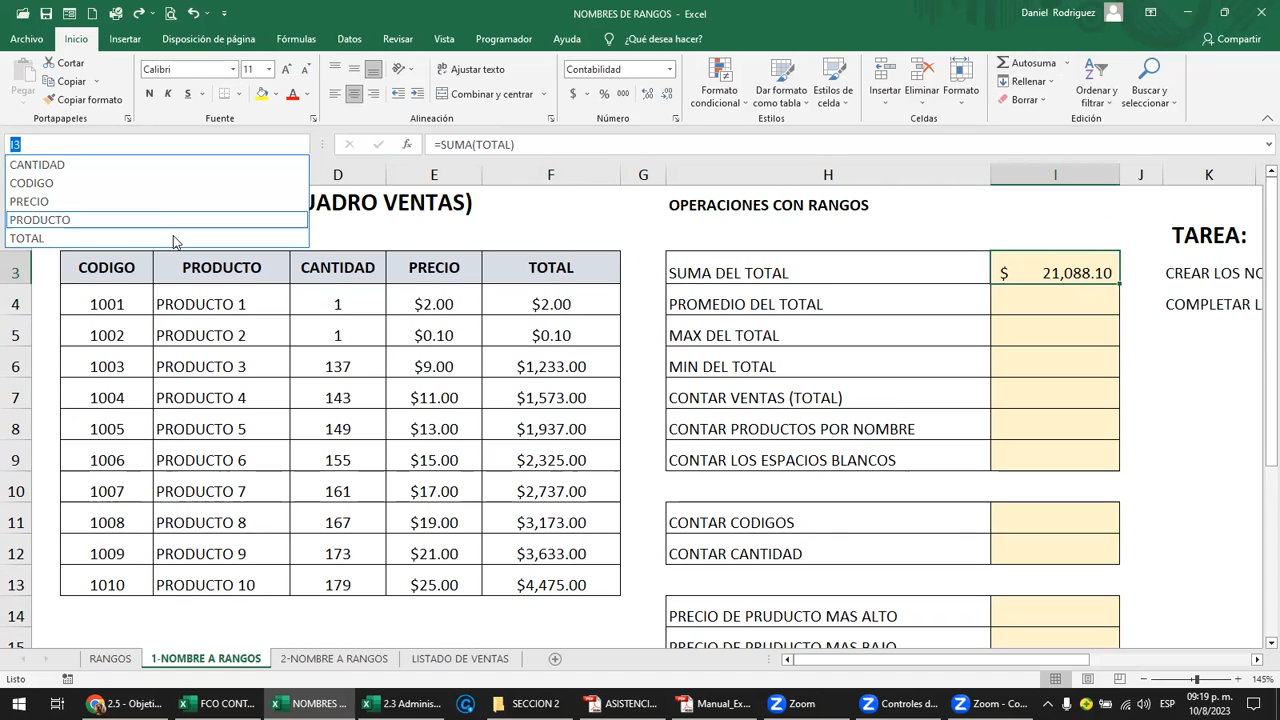 NOMBRES DE RANGOS - Excel
Daniel Rodriguez
Archivo Inicio Insertar Disposición de página Fórmulas Datos Revisar Vista Programador Ayuda ¿Qué desea hacer? Compartir
Pegar
Cortar
Copiar
Copiar formato
Calibri 11
N K S
Ajustar texto
Combinar y centrar
Contabilidad
$ % 000
Formato condicional
Dar formato como tabla
Estilos de celda
Insertar Eliminar Formato
Autosuma
Rellenar
Borrar
Ordenar y filtrar
Buscar y seleccionar
Portapapeles Fuente Alineación Número Estilos Celdas Edición
I3 fx =SUMA(TOTAL)
CANTIDAD
CODIGO
PRECIO
PRODUCTO
TOTAL
D E F G H I J K
UADRO VENTAS) OPERACIONES CON RANGOS
TAREA:
3 CODIGO PRODUCTO CANTIDAD PRECIO TOTAL SUMA DEL TOTAL $ 21,088.10 CREAR LOS NO
4 1001 PRODUCTO 1 1 $2.00 $2.00 PROMEDIO DEL TOTAL COMPLETAR L
5 1002 PRODUCTO 2 1 $0.10 $0.10 MAX DEL TOTAL
6 1003 PRODUCTO 3 137 $9.00 $1,233.00 MIN DEL TOTAL
7 1004 PRODUCTO 4 143 $11.00 $1,573.00 CONTAR VENTAS (TOTAL)
8 1005 PRODUCTO 5 149 $13.00 $1,937.00 CONTAR PRODUCTOS POR NOMBRE
9 1006 PRODUCTO 6 155 $15.00 $2,325.00 CONTAR LOS ESPACIOS BLANCOS
10 1007 PRODUCTO 7 161 $17.00 $2,737.00
11 1008 PRODUCTO 8 167 $19.00 $3,173.00 CONTAR CODIGOS
12 1009 PRODUCTO 9 173 $21.00 $3,633.00 CONTAR CANTIDAD
13 1010 PRODUCTO 10 179 $25.00 $4,475.00
14 PRECIO DE PRUDUCTO MAS ALTO
15 PRECIO DE PRODUCTO MAS BAJO
RANGOS 1-NOMBRE A RANGOS 2-NOMBRE A RANGOS LISTADO DE VENTAS
Listo 145%
2.5 - Objeti... FCO CONT... NOMBRES ... 2.3 Adminis... SECCION 2 ASISTENCI... Manual_Ex... Zoom Controles d... Zoom - Co... ESP 09:19 p. m.
10/8/2023